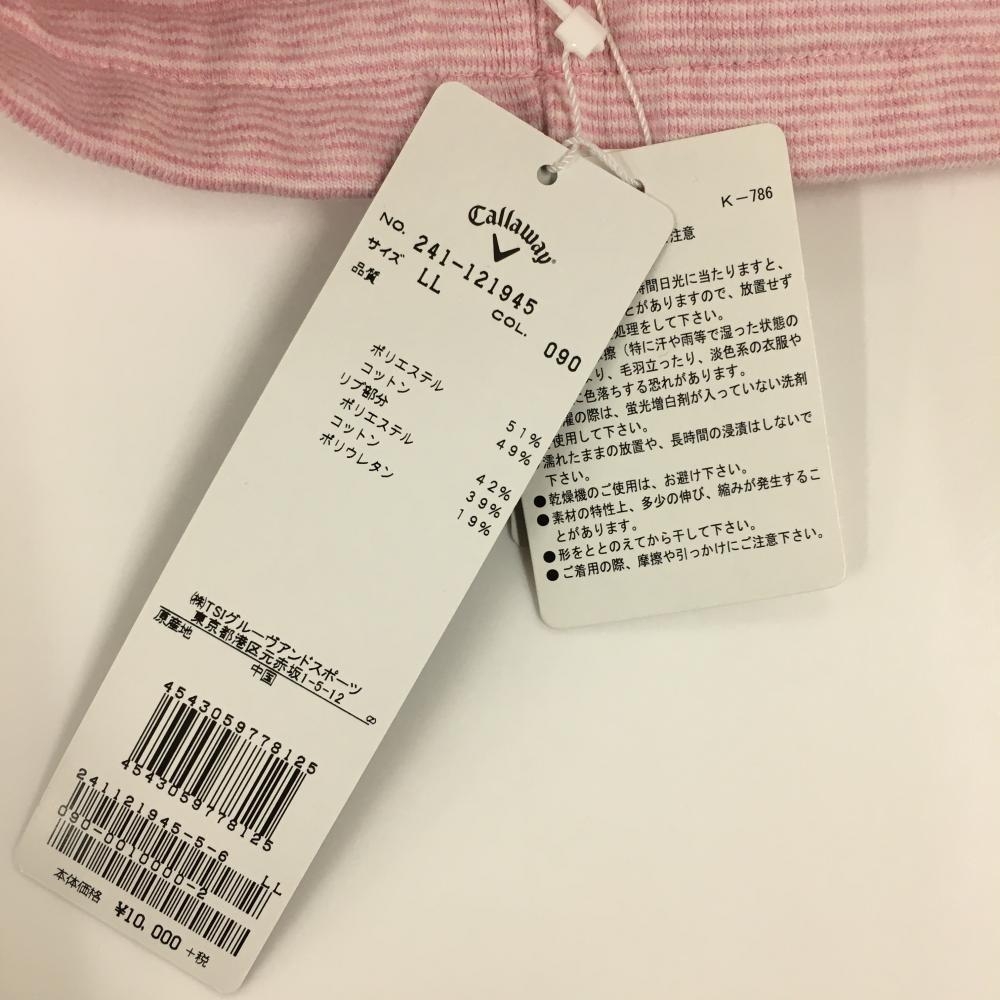 Callaway
NO. 241-121945
サイズ LL COL. 090
品質
ポリエステル 51%
コットン 49%
リブ部分
ポリエステル 42%
コットン 39%
ポリウレタン 19%
㈱TSIグルーヴアンドスポーツ
東京都港区元赤坂1-5-12
原産地 中国 8
4543059778125
4543059778125
241121945-5-6 LL
090-0010000-2
本体価格 ¥10,000 +税
K-786
注意
時間日光に当たりますと、
とがありますので、放置せず
処理をして下さい。
擦（特に汗や雨等で湿った状態の
り、毛羽立ったり、淡色系の衣服や
に色落ちする恐れがあります。
濯の際は、蛍光増白剤が入っていない洗剤
使用して下さい。
濡れたままの放置や、長時間の浸漬はしないで
下さい。
●乾燥機のご使用は、お避け下さい。
●素材の特性上、多少の伸び、縮みが発生するこ
とがあります。
●形をととのえてから干して下さい。
●ご着用の際、摩擦や引っかけにご注意下さい。